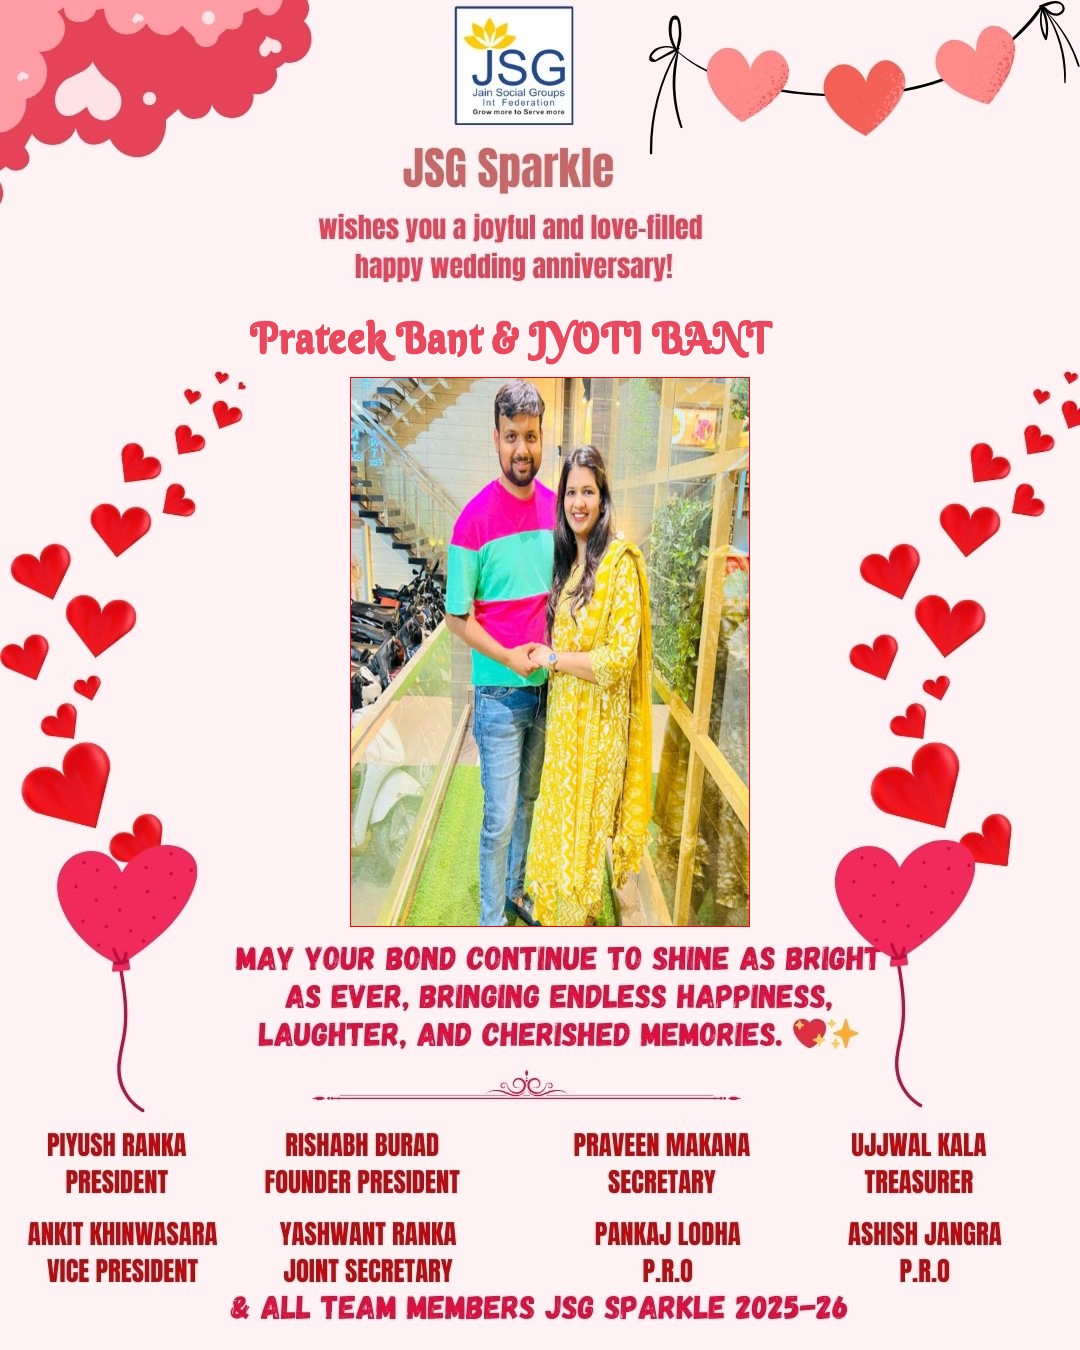 JSG
Jain Social Groups
Int Federation
Grow more to Serve more
JSG Sparkle
wishes you a joyful and love-filled
happy wedding anniversary!
Prateek Bant & JYOTI BANT
MAY YOUR BOND CONTINUE TO SHINE AS BRIGHT
AS EVER, BRINGING ENDLESS HAPPINESS,
LAUGHTER, AND CHERISHED MEMORIES. 💖✨
PIYUSH RANKA
PRESIDENT
RISHABH BURAD
FOUNDER PRESIDENT
PRAVEEN MAKANA
SECRETARY
UJJWAL KALA
TREASURER
ANKIT KHINWASARA
VICE PRESIDENT
YASHWANT RANKA
JOINT SECRETARY
PANKAJ LODHA
P.R.O
ASHISH JANGRA
P.R.O
& ALL TEAM MEMBERS JSG SPARKLE 2025-26